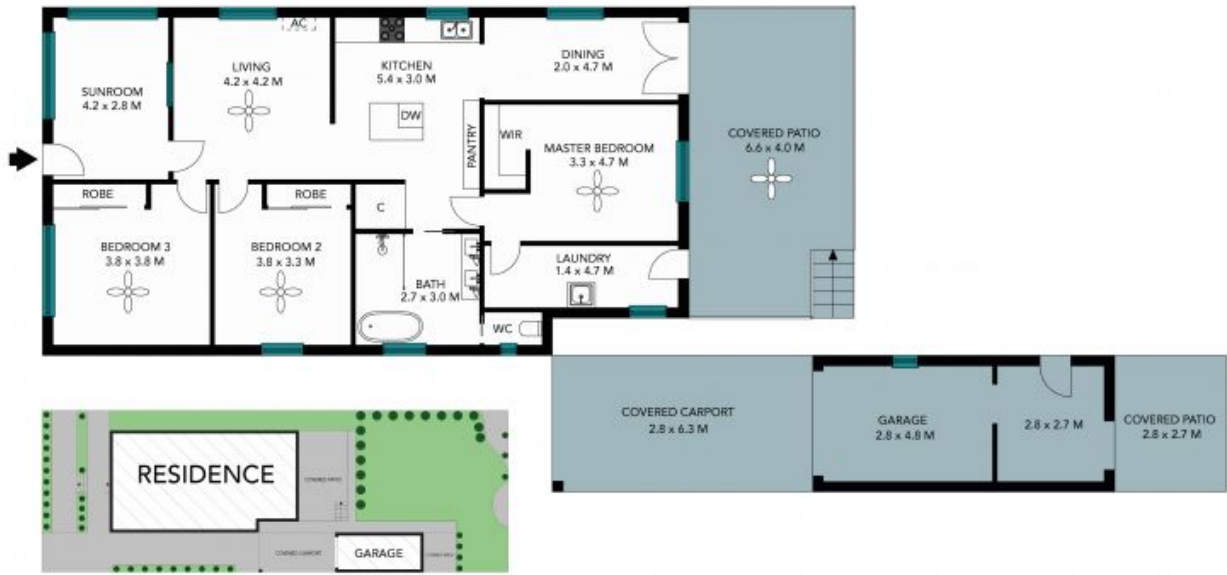 AC
LIVING
4.2 x 4.2 M
KITCHEN
5.4 x 3.0 M
DINING
2.0 x 4.7 M
SUNROOM
4.2 x 2.8 M
DW
PANTRY
WIR
MASTER BEDROOM
3.3 x 4.7 M
COVERED PATIO
6.6 x 4.0 M
ROBE
ROBE
C
BEDROOM 3
3.8 x 3.8 M
BEDROOM 2
3.8 x 3.3 M
BATH
2.7 x 3.0 M
LAUNDRY
1.4 x 4.7 M
WC
COVERED CARPORT
2.8 x 6.3 M
GARAGE
2.8 x 4.8 M
2.8 x 2.7 M
COVERED PATIO
2.8 x 2.7 M
RESIDENCE
COVERED PATIO
COVERED CARPORT
GARAGE